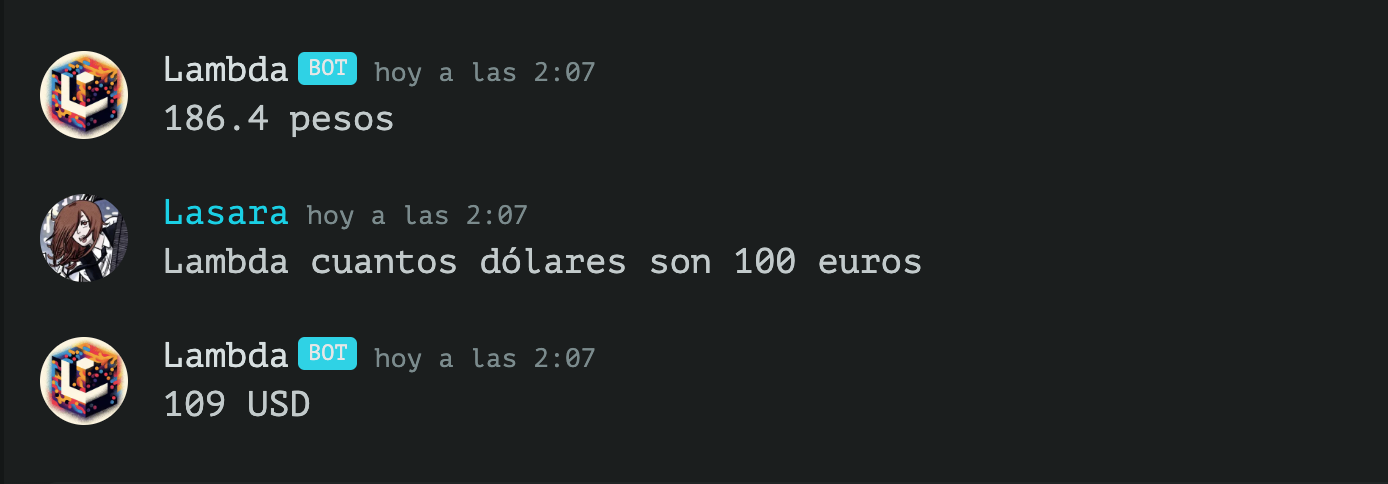 Lambda BOT hoy a las 2:07
186.4 pesos
Lasara hoy a las 2:07
Lambda cuantos dólares son 100 euros
Lambda BOT hoy a las 2:07
109 USD